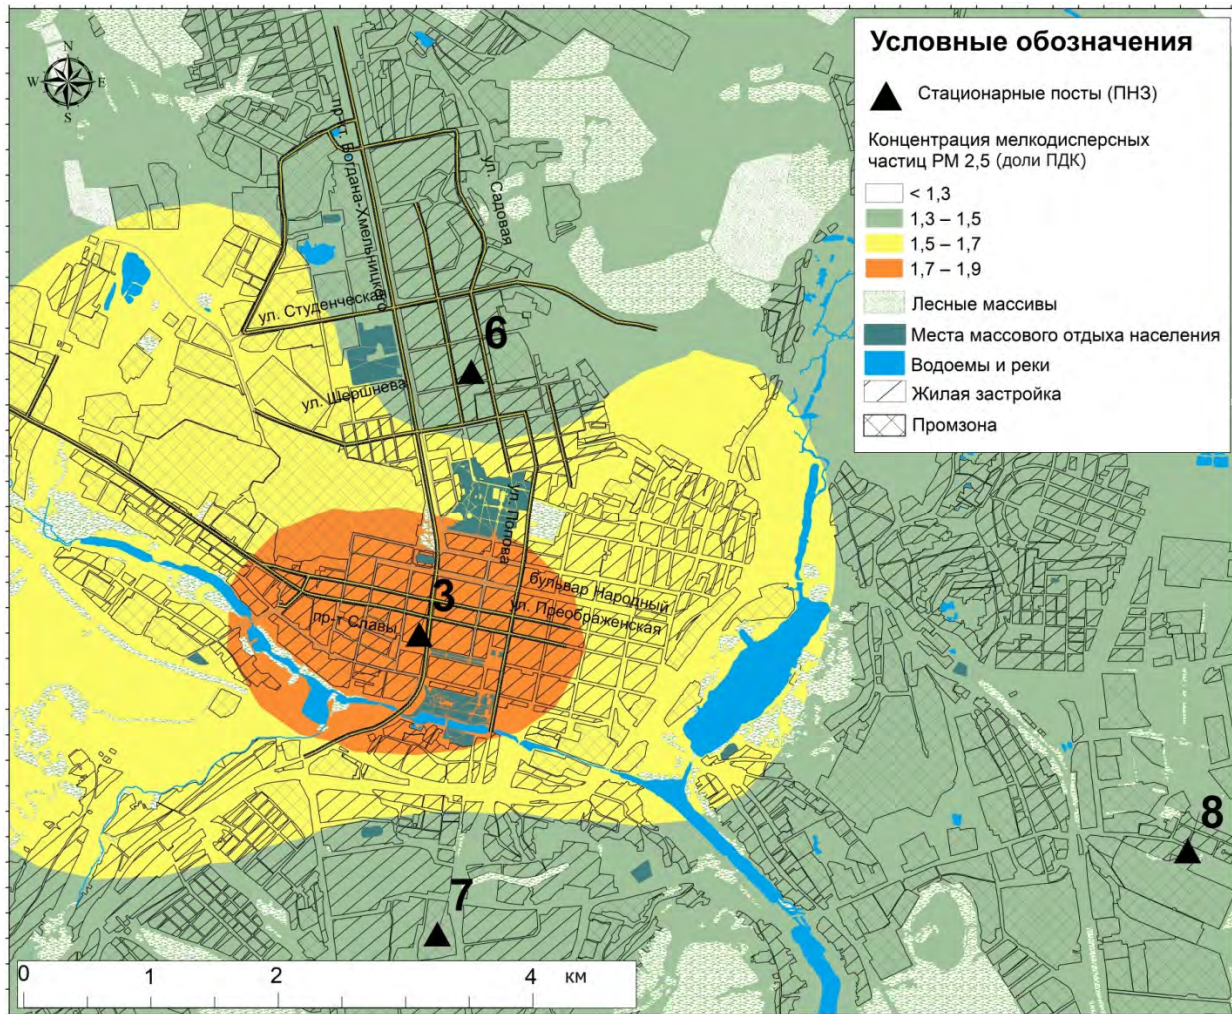 Условные обозначения
Стационарные посты (ПНЗ)
Концентрация мелкодисперсных
частиц РМ 2,5 (доли ПДК)
< 1,3
1,3 – 1,5
1,5 – 1,7
1,7 – 1,9
Лесные массивы
Места массового отдыха населения
Водоемы и реки
Жилая застройка
Промзона
N
W E
S
пр-т. Богдана-Хмельницкого
ул. Садовая
ул. Студенческая
6
ул. Шершнева
ул. Попова
бульвар Народный
3
ул. Преображенская
пр-т Славы
8
7
0 1 2 4 км